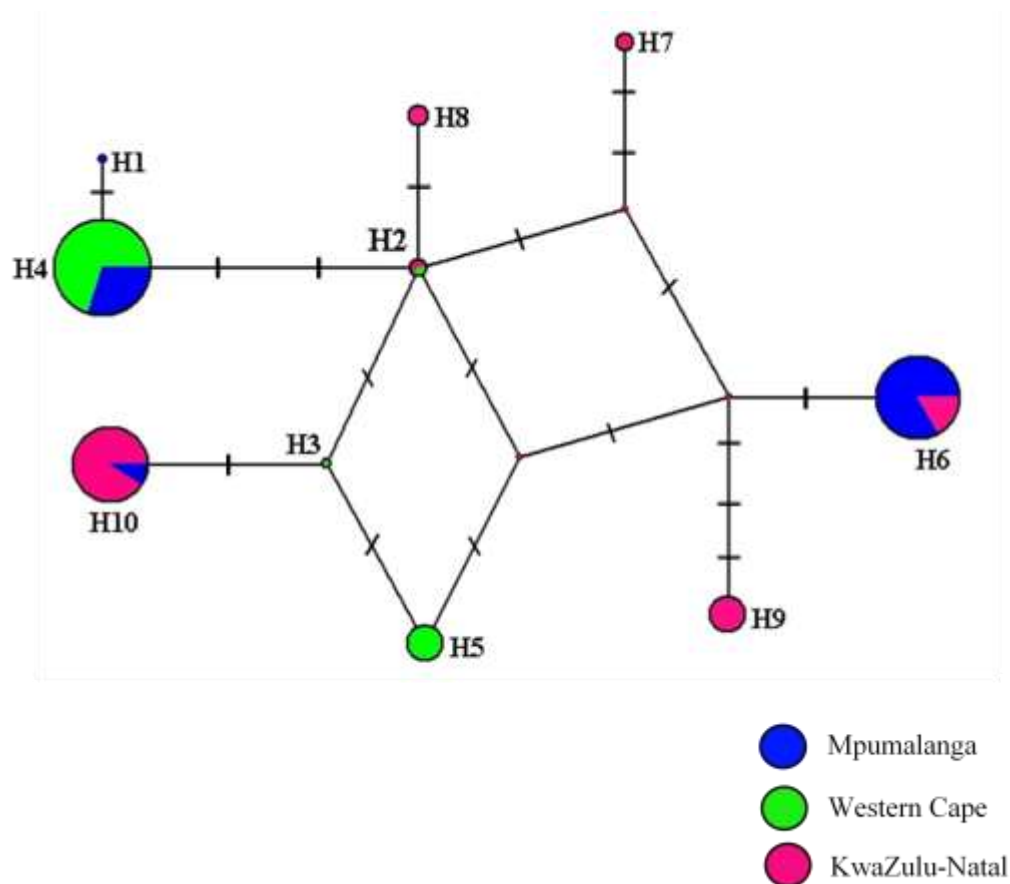 H7
H8
H1
H2
H4
H3
H6
H10
H9
H5
Mpumalanga
Western Cape
KwaZulu-Natal